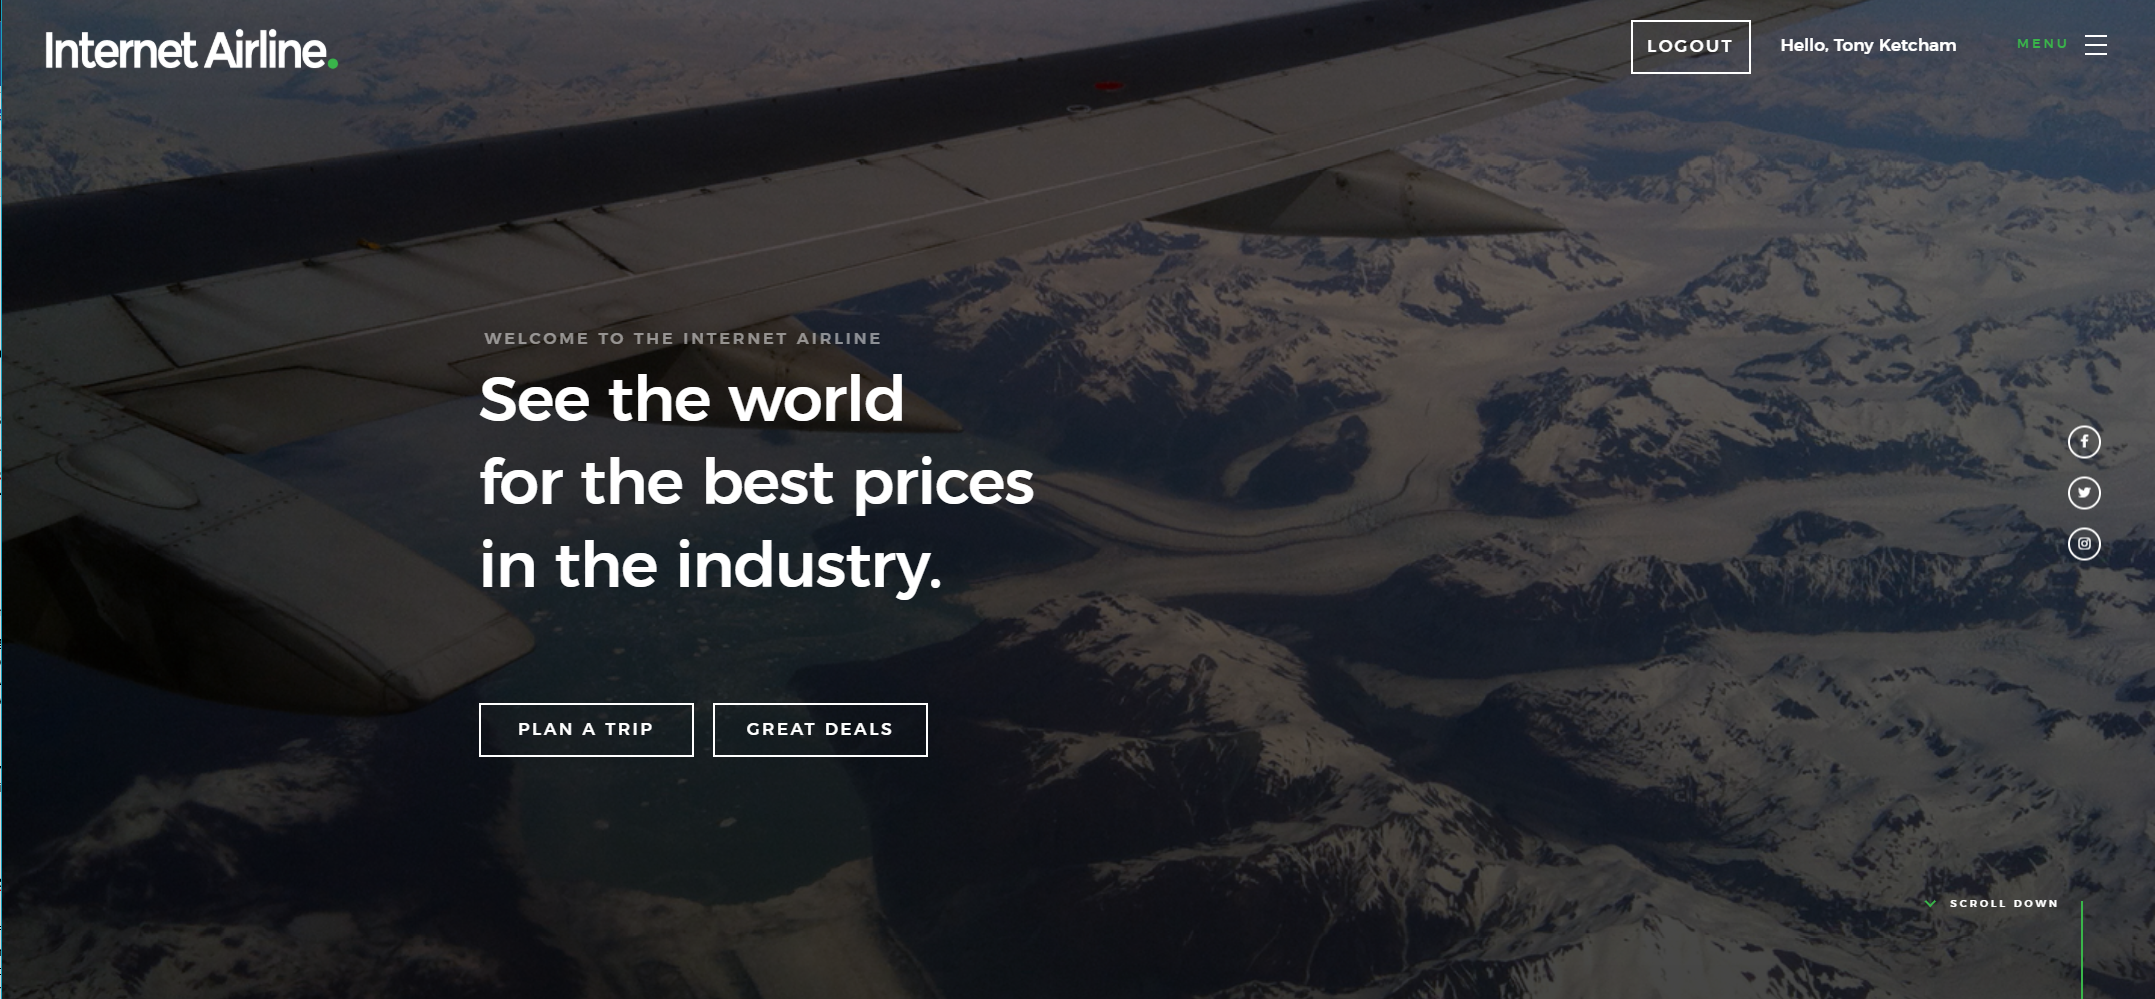 Internet Airline.
LOGOUT
Hello, Tony Ketcham
MENU
WELCOME TO THE INTERNET AIRLINE
See the world
for the best prices
in the industry.
PLAN A TRIP
GREAT DEALS
SCROLL DOWN